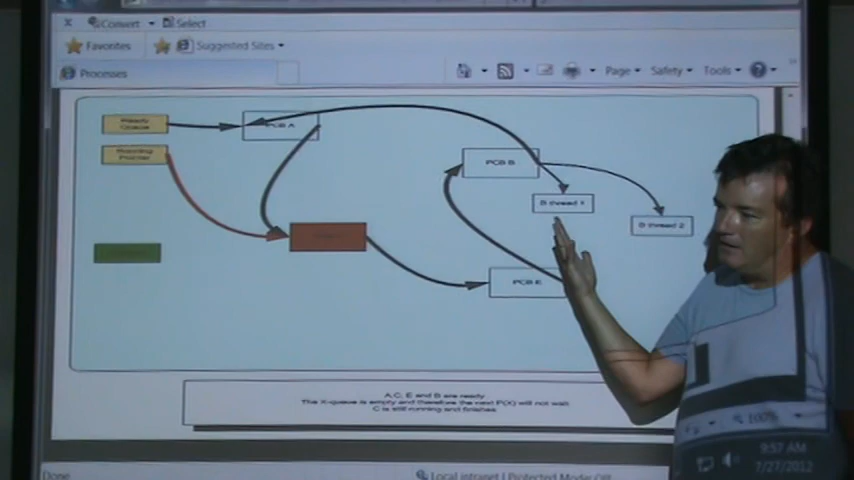 x Convert Select
Favorites Suggested Sites
Processes
Page Safety Tools
Ready
Queue
PCB A
Running
Pointer
PCB B
B thread 1
B thread 2
PCB E
A,C, E and B are ready
The X-queue is empty and therefore the next P(X) will not wait
C is still running and finishes
100%
Done
Local intranet | Protected Mode: Off
9:57 AM
7/27/2012